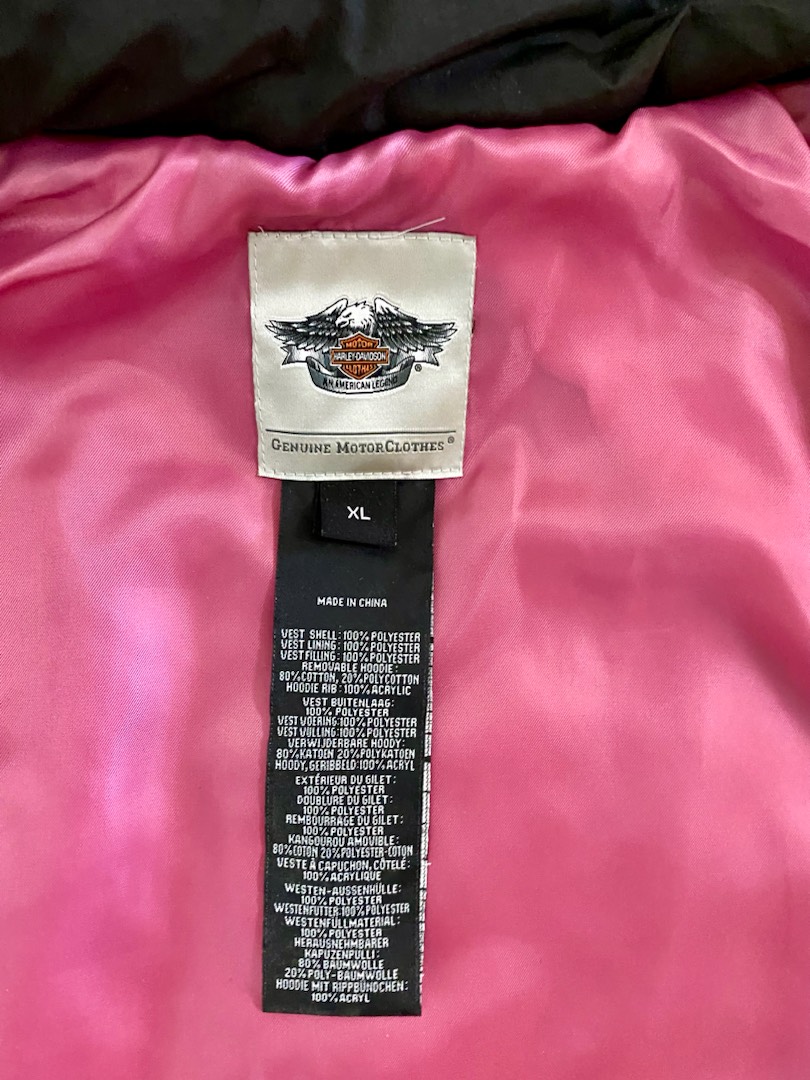 MOTOR
HARLEY-DAVIDSON
CLOTHES
AN AMERICAN LEGEND ®
GENUINE MOTORCLOTHES ®
XL
MADE IN CHINA
VEST SHELL: 100% POLYESTER
VEST LINING: 100% POLYESTER
VEST FILLING: 100% POLYESTER
REMOVABLE HOODIE:
80% COTTON, 20% POLYCOTTON
HOODIE RIB: 100% ACRYLIC
VEST BUITENLAAG:
100% POLYESTER
VEST VOERING: 100% POLYESTER
VEST VULLING: 100% POLYESTER
VERWIJDERBARE HOODY:
80% KATOEN 20% POLYKATOEN
HOODY, GERIBBELD: 100% ACRYL
EXTÉRIEUR DU GILET:
100% POLYESTER
DOUBLURE DU GILET:
100% POLYESTER
REMBOURRAGE DU GILET:
100% POLYESTER
KANGOUROU AMOVIBLE:
80% COTON 20% POLYESTER-COTON
VESTE À CAPUCHON, CÔTELÉ:
100% ACRYLIQUE
WESTEN-AUSSENHÜLLE:
100% POLYESTER
WESTENFUTTER: 100% POLYESTER
WESTENFÜLLMATERIAL:
100% POLYESTER
HERAUSNEHMBARER
KAPUZENPULLI:
80% BAUMWOLLE
20% POLY-BAUMWOLLE
HOODIE MIT RIPPBÜNDCHEN:
100% ACRYL